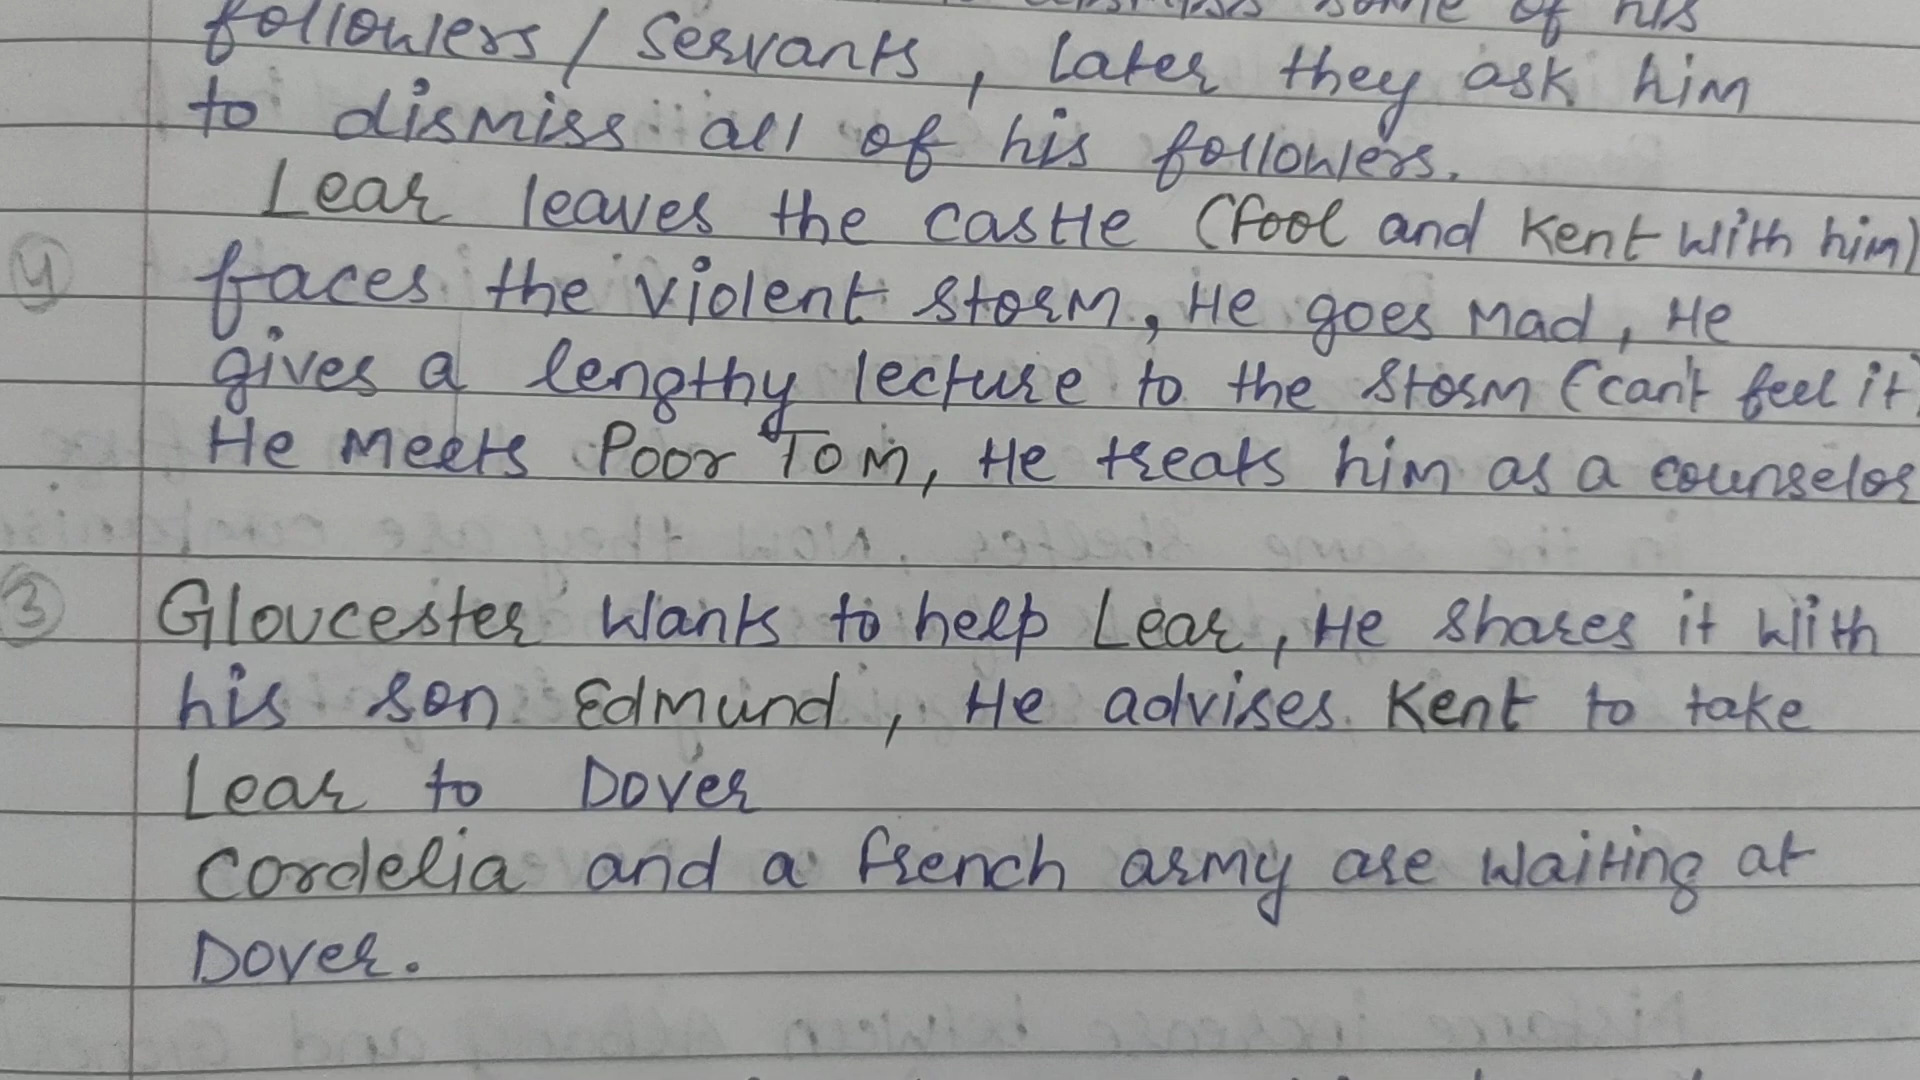 some of his
followers / servants, later they ask him
to dismiss all of his followers.
Lear leaves the castle (fool and Kent with him)
4 faces the violent storm, He goes mad, He
gives a lengthy lecture to the storm (can't feel it)
He meets Poor Tom, He treats him as a counselor
3 Gloucester wants to help Lear, He shares it with
his son Edmund, He advises Kent to take
Lear to Dover
Cordelia and a french army are waiting at
Dover.